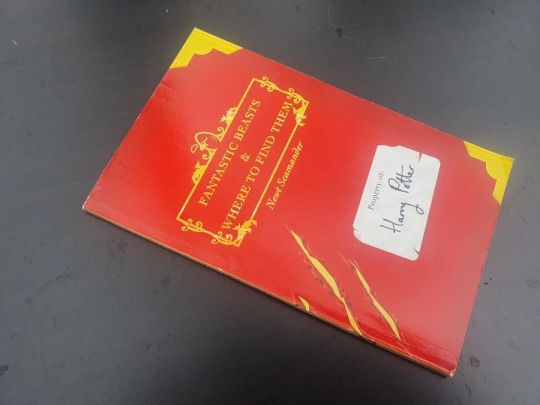 FANTASTIC BEASTS
&
WHERE TO FIND THEM
Newt Scamander
Property of:
Harry Potter